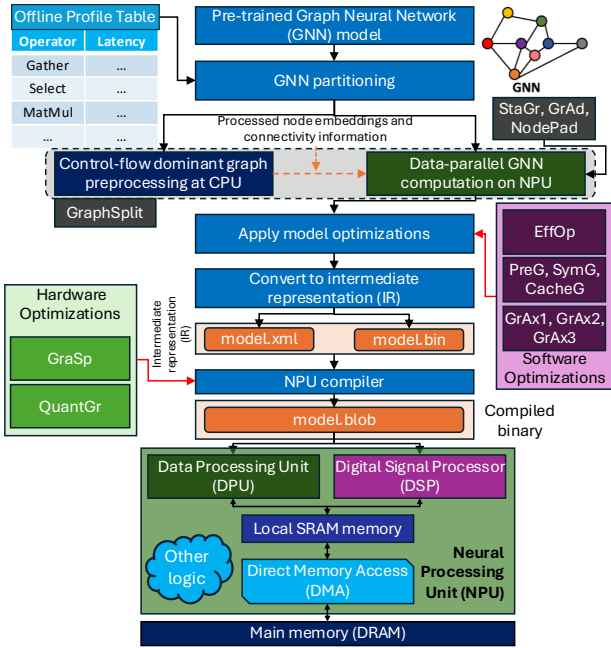 Offline Profile Table
Operator Latency
Gather ...
Select ...
MatMul ...
... ...
Pre-trained Graph Neural Network
(GNN) model
GNN
GNN partitioning
StaGr, GrAd,
NodePad
Processed node embeddings and
connectivity information
Control-flow dominant graph
preprocessing at CPU
Data-parallel GNN
computation on NPU
GraphSplit
Apply model optimizations
EffOp
PreG, SymG,
CacheG
GrAx1, GrAx2,
GrAx3
Software
Optimizations
Convert to intermediate
representation (IR)
Hardware
Optimizations
GraSp
QuantGr
Intermediate
representation
(IR)
model.xml
model.bin
NPU compiler
model.blob
Compiled
binary
Data Processing Unit
(DPU)
Digital Signal Processor
(DSP)
Local SRAM memory
Other
logic
Direct Memory Access
(DMA)
Neural
Processing
Unit (NPU)
Main memory (DRAM)